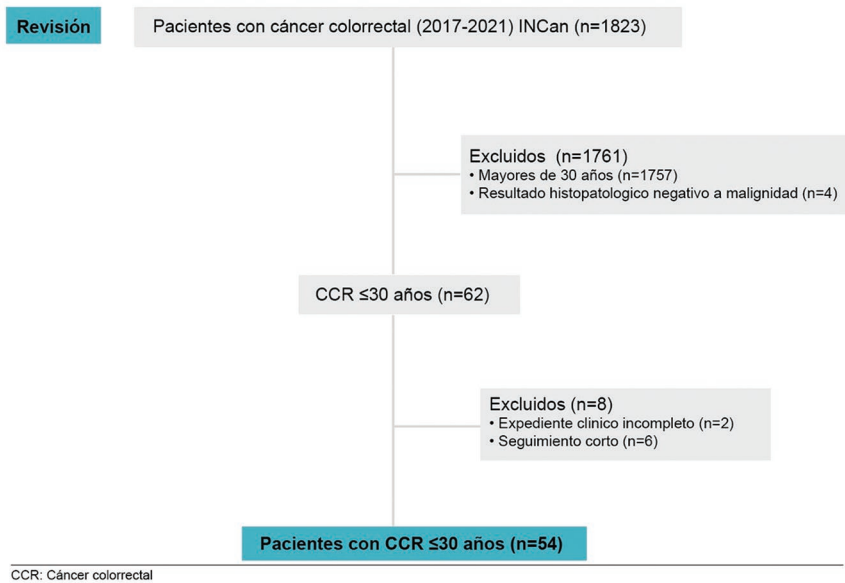 Revisión
Pacientes con cáncer colorrectal (2017-2021) INCan (n=1823)
Excluidos (n=1761)
• Mayores de 30 años (n=1757)
• Resultado histopatologico negativo a malignidad (n=4)
CCR ≤30 años (n=62)
Excluidos (n=8)
• Expediente clinico incompleto (n=2)
• Seguimiento corto (n=6)
Pacientes con CCR ≤30 años (n=54)
CCR: Cáncer colorrectal